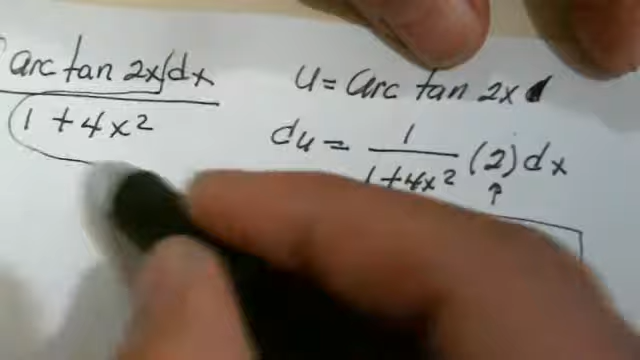 arc tan 2x dx
1 + 4x²
u = arc tan 2x
du = 1/1+4x² (2) dx
↑